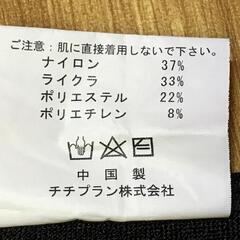 ご注意：肌に直接着用しないで下さい。
ナイロン 37%
ライクラ 33%
ポリエステル 22%
ポリエチレン 8%
中国製
チチプラン株式会社